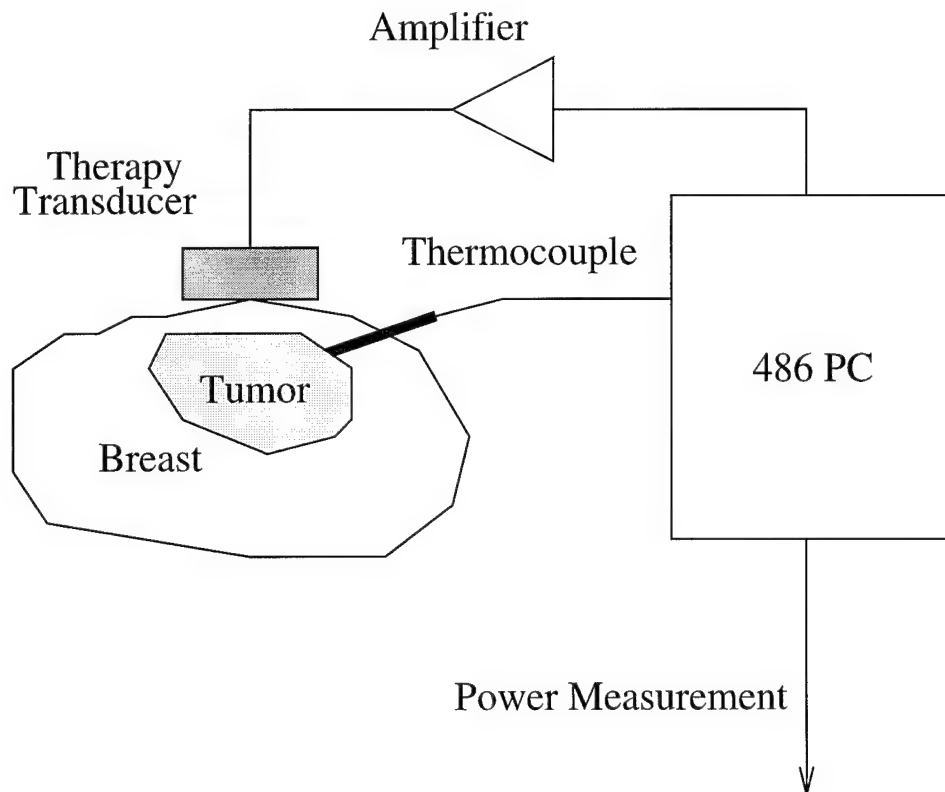 Amplifier
Therapy
Transducer
Thermocouple
486 PC
Tumor
Breast
Power Measurement